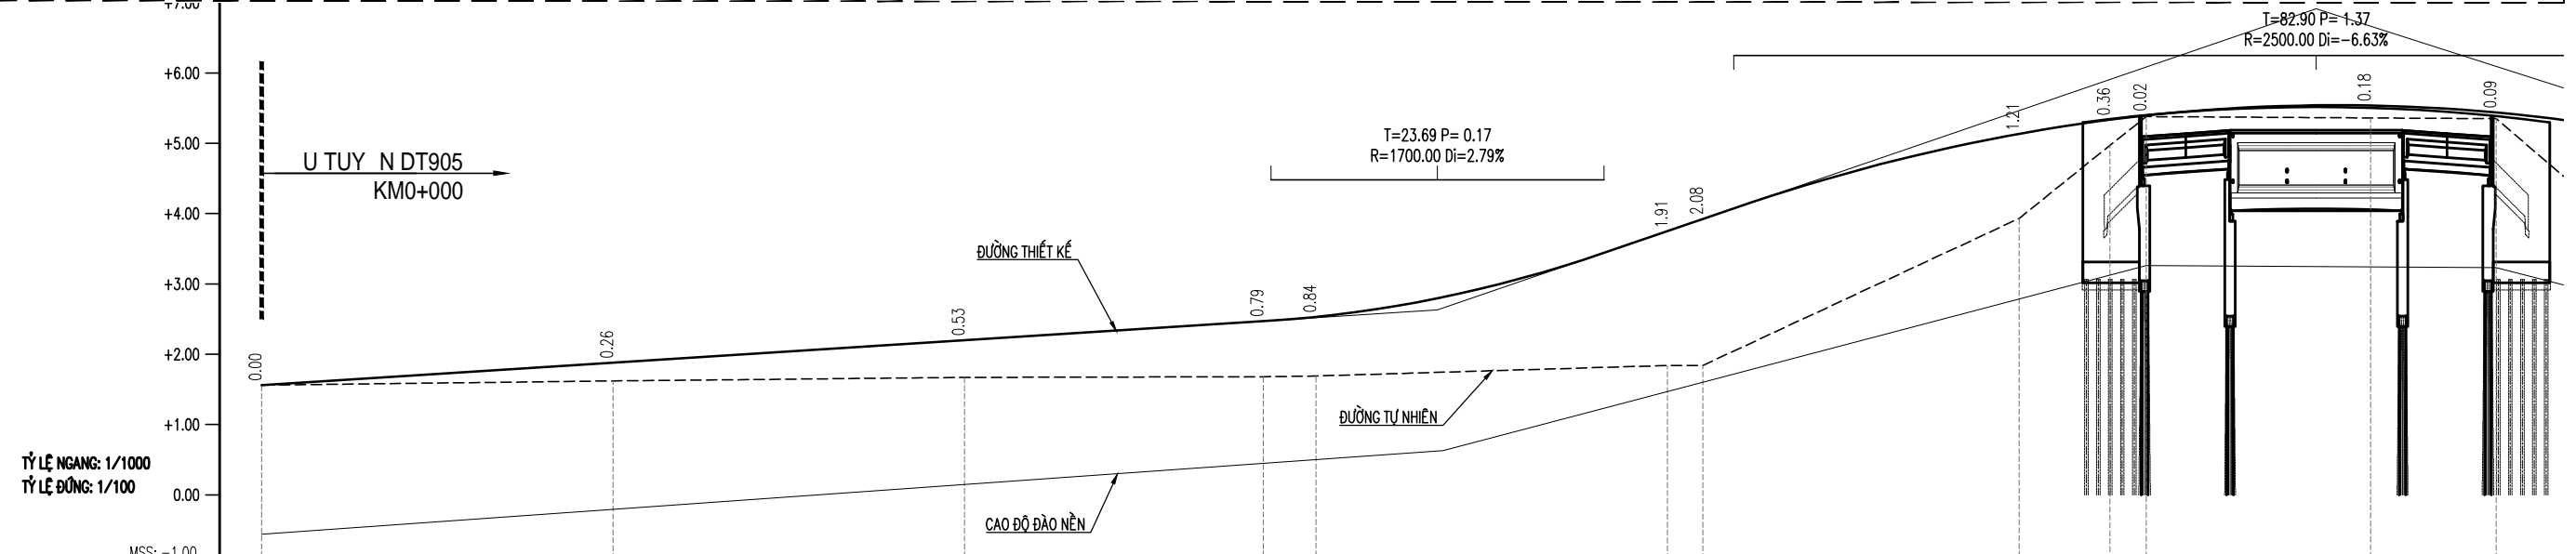 +7.00
T=82.90 P= 1.37
R=2500.00 Di=-6.63%
+6.00
0.18
0.09
0.36
0.02
1.21
T=23.69 P= 0.17
R=1700.00 Di=2.79%
+5.00
U TUY N DT905
KM0+000
+4.00
1.91
2.08
ĐƯỜNG THIẾT KẾ
+3.00
0.00
0.26
0.53
0.79
0.84
+2.00
ĐƯỜNG TỰ NHIÊN
+1.00
TỶ LỆ NGANG: 1/1000
TỶ LỆ ĐỨNG: 1/100
0.00
CAO ĐỘ ĐÀO NỀN
MSS: -1.00